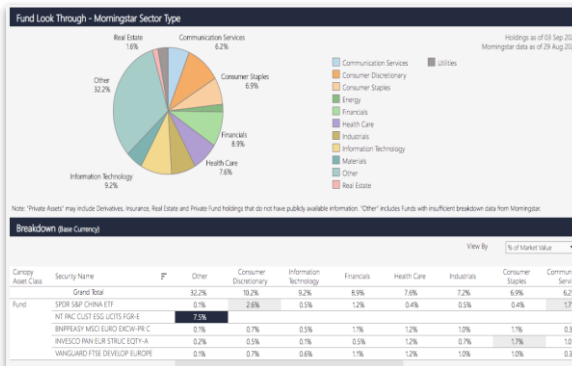 Fund Look Through - Morningstar Sector Type
Holdings as of 03 Sep 20
Morningstar data as of 29 Aug 20
Real Estate
1.6%
Communication Services
6.2%
Consumer Staples
6.9%
Financials
8.9%
Health Care
7.6%
Information Technology
9.2%
Other
32.2%
Communication Services
Utilities
Consumer Discretionary
Consumer Staples
Energy
Financials
Health Care
Industrials
Information Technology
Materials
Other
Real Estate
Note: "Private Assets" may include Derivatives, Insurance, Real Estate and Private Fund holdings that do not have publicly available information. "Other" includes Funds with insufficient breakdown data from Morningstar.
Breakdown (Base Currency)
View By % of Market Value
Canopy Asset Class Security Name Other Consumer Discretionary Information Technology Financials Health Care Industrials Consumer Staples
Grand Total 32.2% 10.2% 9.2% 8.9% 7.6% 7.2% 6.9% 6.2
Fund SPDR S&P CHINA ETF 0.1% 2.6% 0.5% 1.2% 0.4% 0.5% 0.4% 1.7
NT PAC CUST ESG UCITS FGR-E 7.5%
BNPPEASY MSCI EURO EXCW-PR C 0.1% 0.7% 0.5% 1.1% 1.2% 1.0% 1.1% 0.3
INVESCO PAN EUR STRUC EQTY-A 0.2% 0.5% 0.1% 0.5% 1.2% 0.7% 1.7% 1.0
VANGUARD FTSE DEVELOP EUROPE 0.1% 0.7% 0.6% 1.1% 1.2% 1.0% 1.0% 0.3